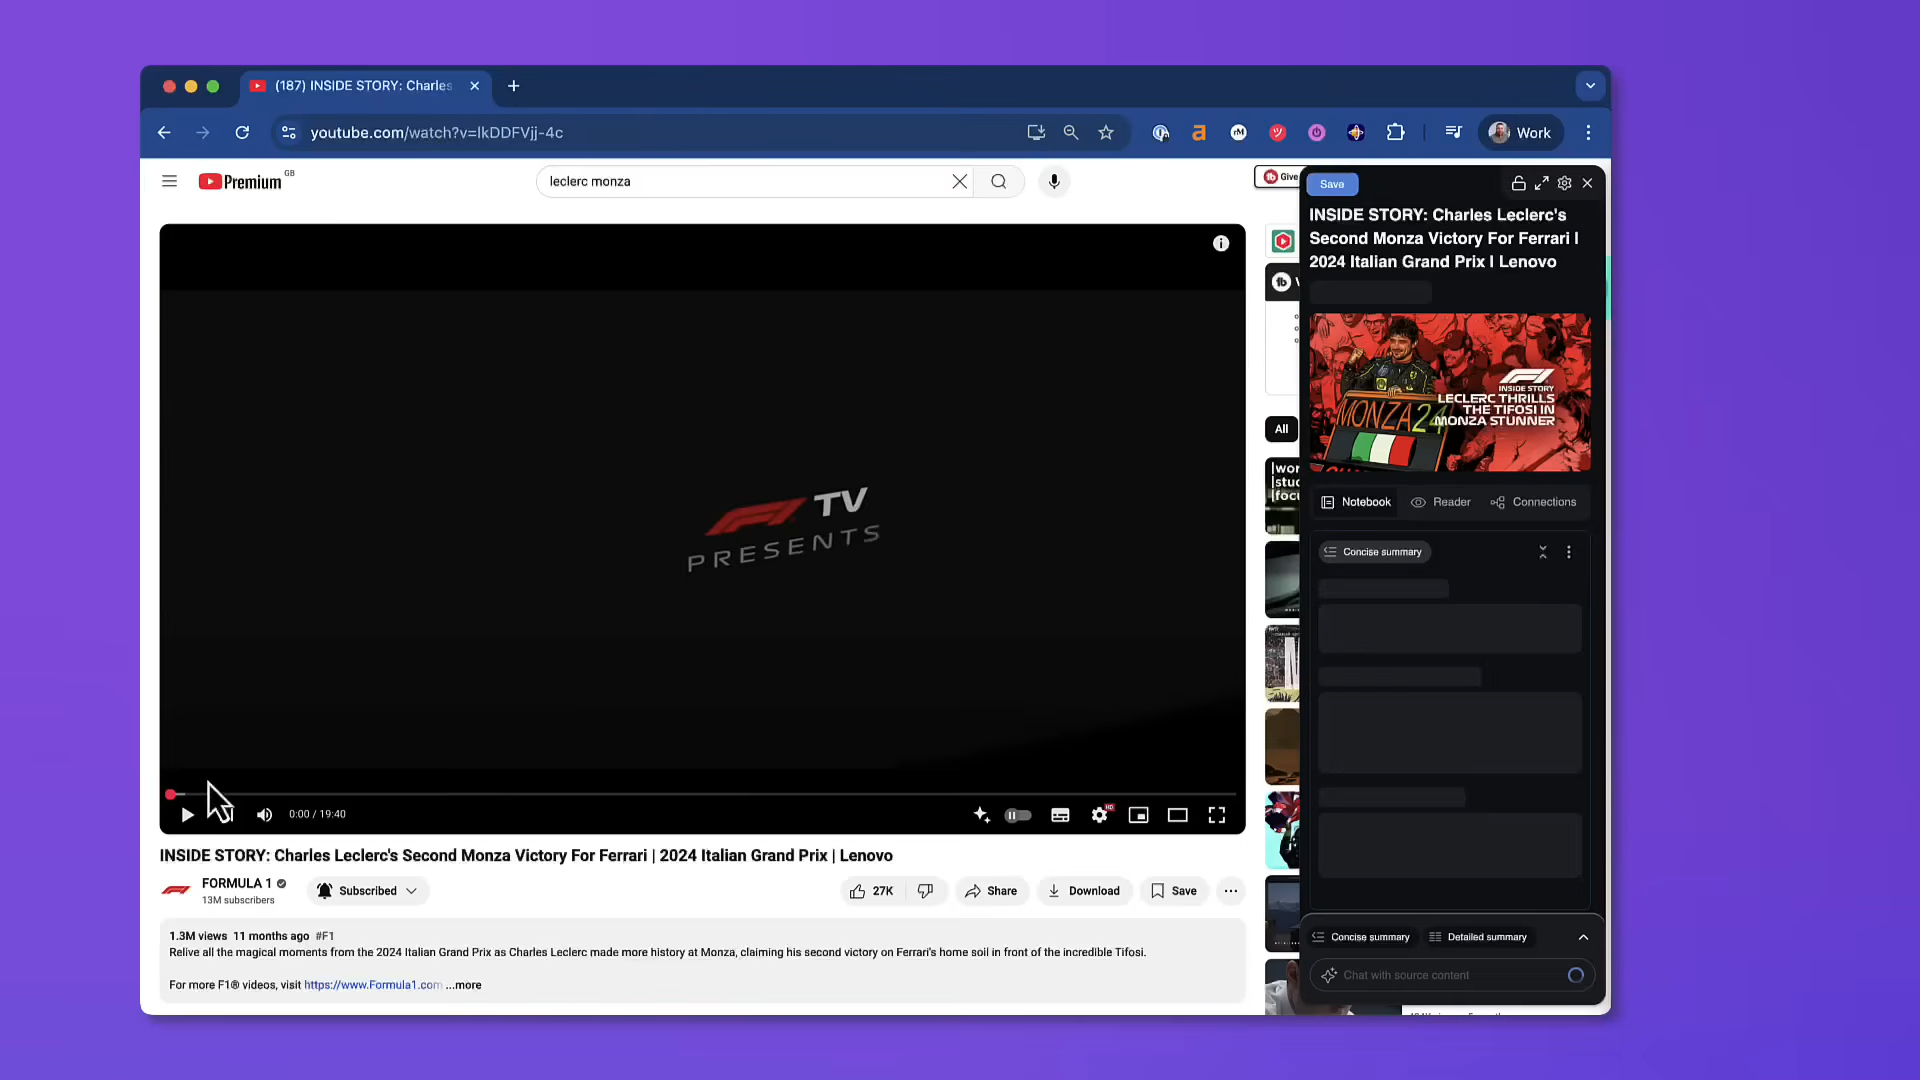 (187) INSIDE STORY: Charles
youtube.com/watch?v=lkDDFVjj-4c
Work
Premium GB
leclerc monza
Give
Save
INSIDE STORY: Charles Leclerc's
Second Monza Victory For Ferrari |
2024 Italian Grand Prix | Lenovo
INSIDE STORY
LECLERC THRILLS
THE TIFOSI IN
MONZA STUNNER
MONZA 24
TV
PRESENTS
All
Notebook
Reader
Connections
Concise summary
0:00 / 19:40
HD
INSIDE STORY: Charles Leclerc's Second Monza Victory For Ferrari | 2024 Italian Grand Prix | Lenovo
FORMULA 1
13M subscribers
Subscribed
27K
Share
Download
Save
1.3M views 11 months ago #F1
Relive all the magical moments from the 2024 Italian Grand Prix as Charles Leclerc made more history at Monza, claiming his second victory on Ferrari's home soil in front of the incredible Tifosi.
For more F1® videos, visit https://www.Formula1.com ...more
Concise summary
Detailed summary
Chat with source content